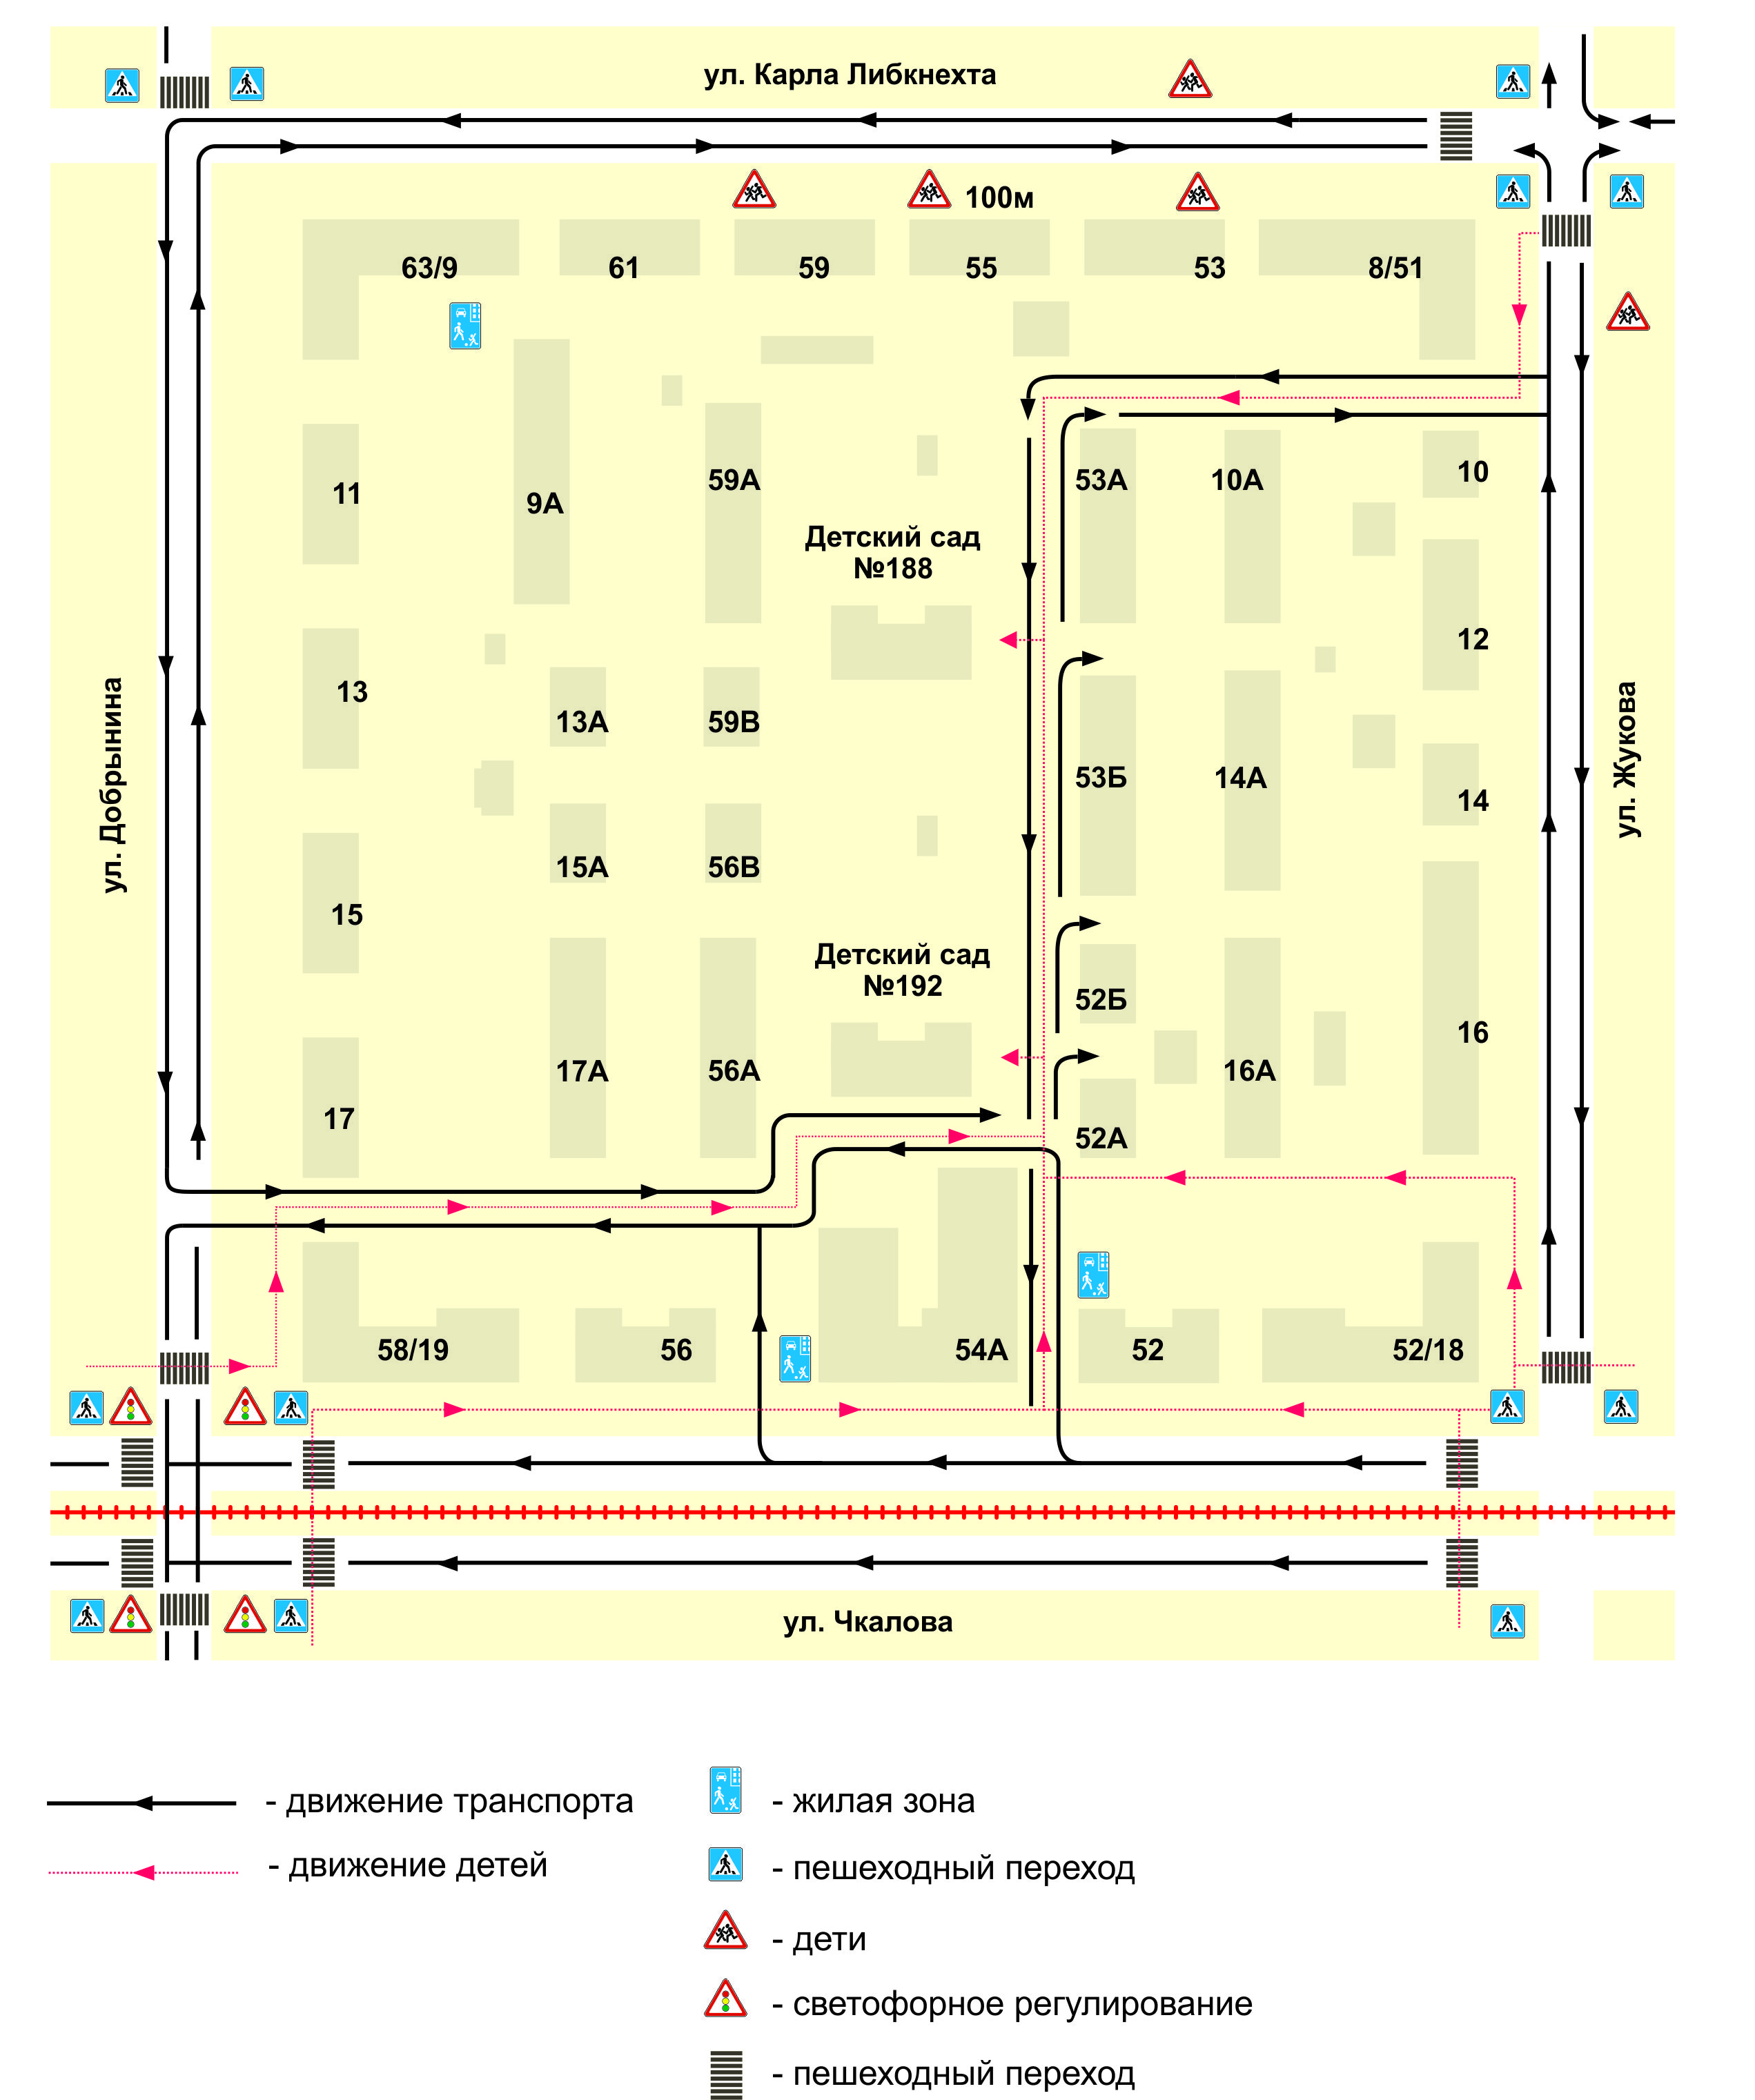 ул. Карла Либкнехта
100м
63/9
61
59
55
53
8/51
11
9А
59А
53А
10А
10
Детский сад
№188
12
13
13А
59В
53Б
14А
14
ул. Добрынина
ул. Жукова
15А
56В
15
Детский сад
№192
52Б
16
17А
56А
16А
17
52А
58/19
56
54А
52
52/18
ул. Чкалова
- движение транспорта
- движение детей
- жилая зона
- пешеходный переход
- дети
- светофорное регулирование
- пешеходный переход